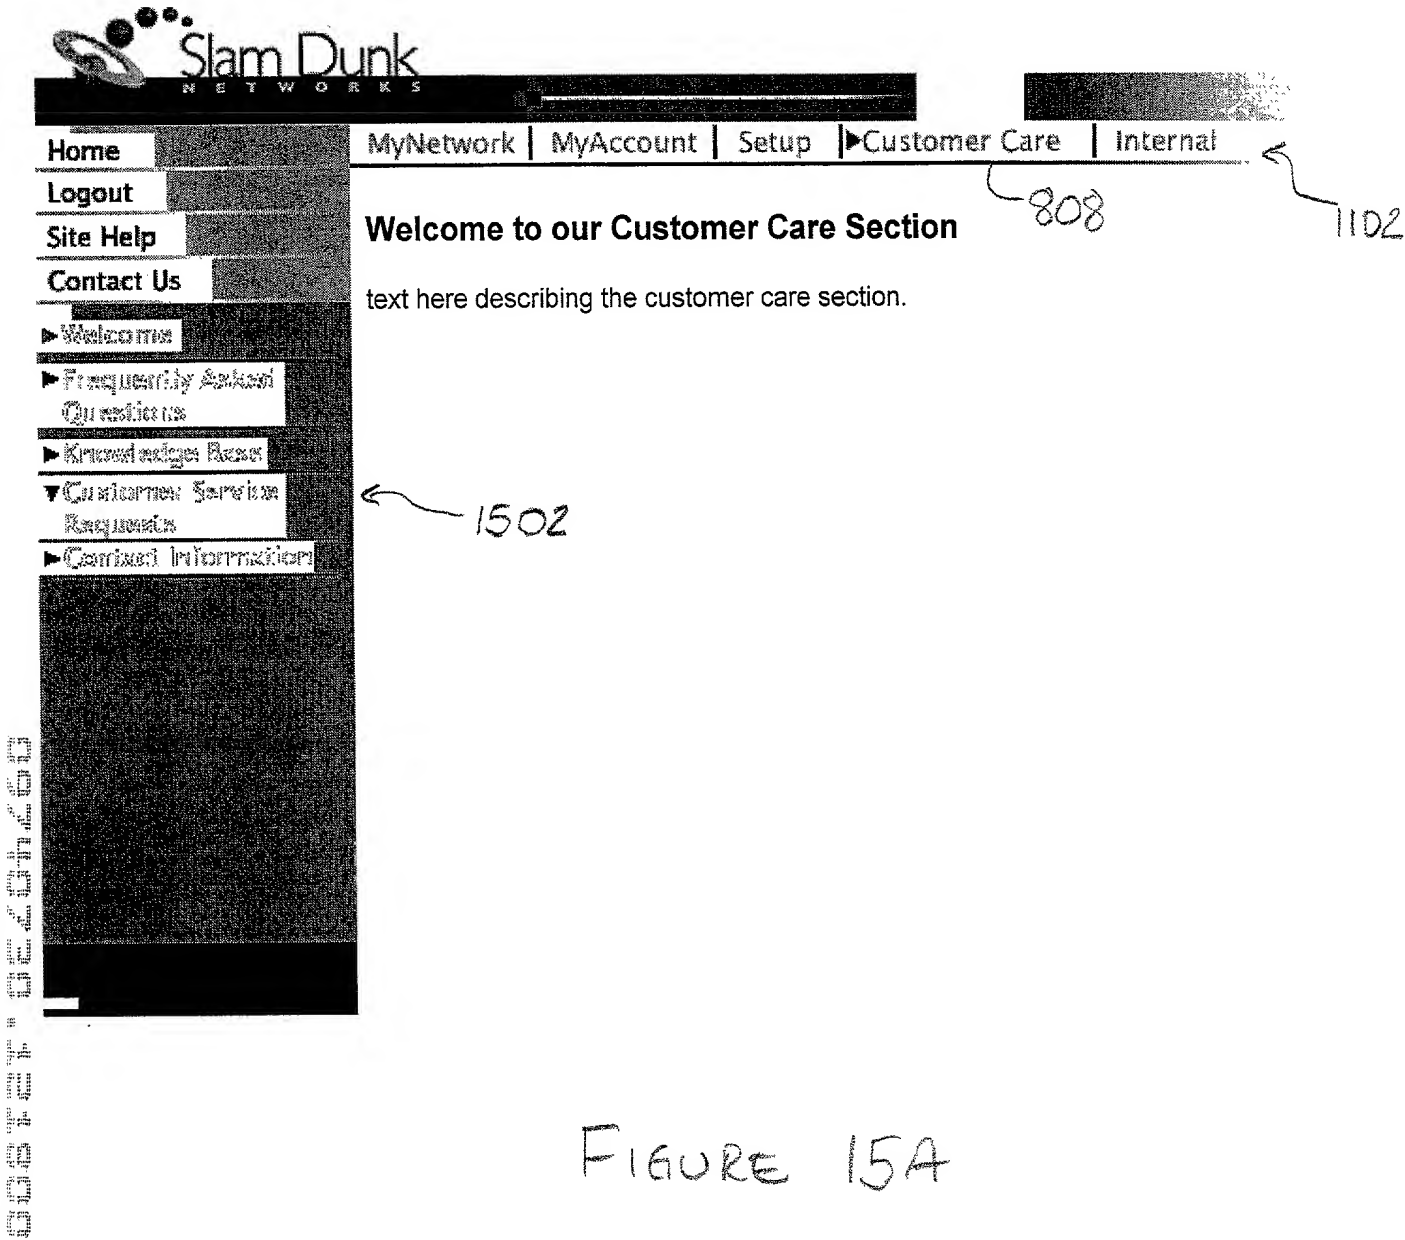 Slam Dunk
NETWORKS
Home
MyNetwork | MyAccount | Setup | ▶Customer Care | Internal
Logout
808
1102
Site Help
Welcome to our Customer Care Section
Contact Us
text here describing the customer care section.
▶Welcome
▶Frequently Asked
Questions
▶Knowledge Base
▼Customer Service
Requests
1502
▶Contact Information
FIGURE 15A